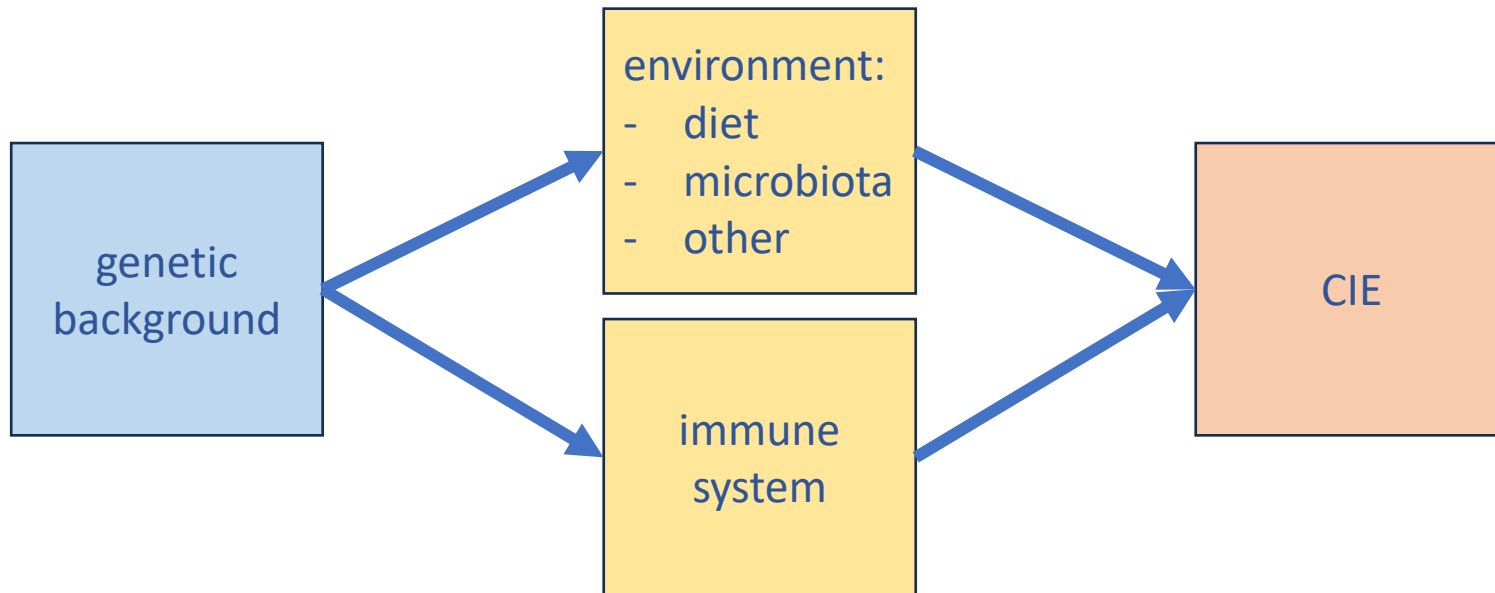 genetic
background
environment:
- diet
- microbiota
- other
immune
system
CIE